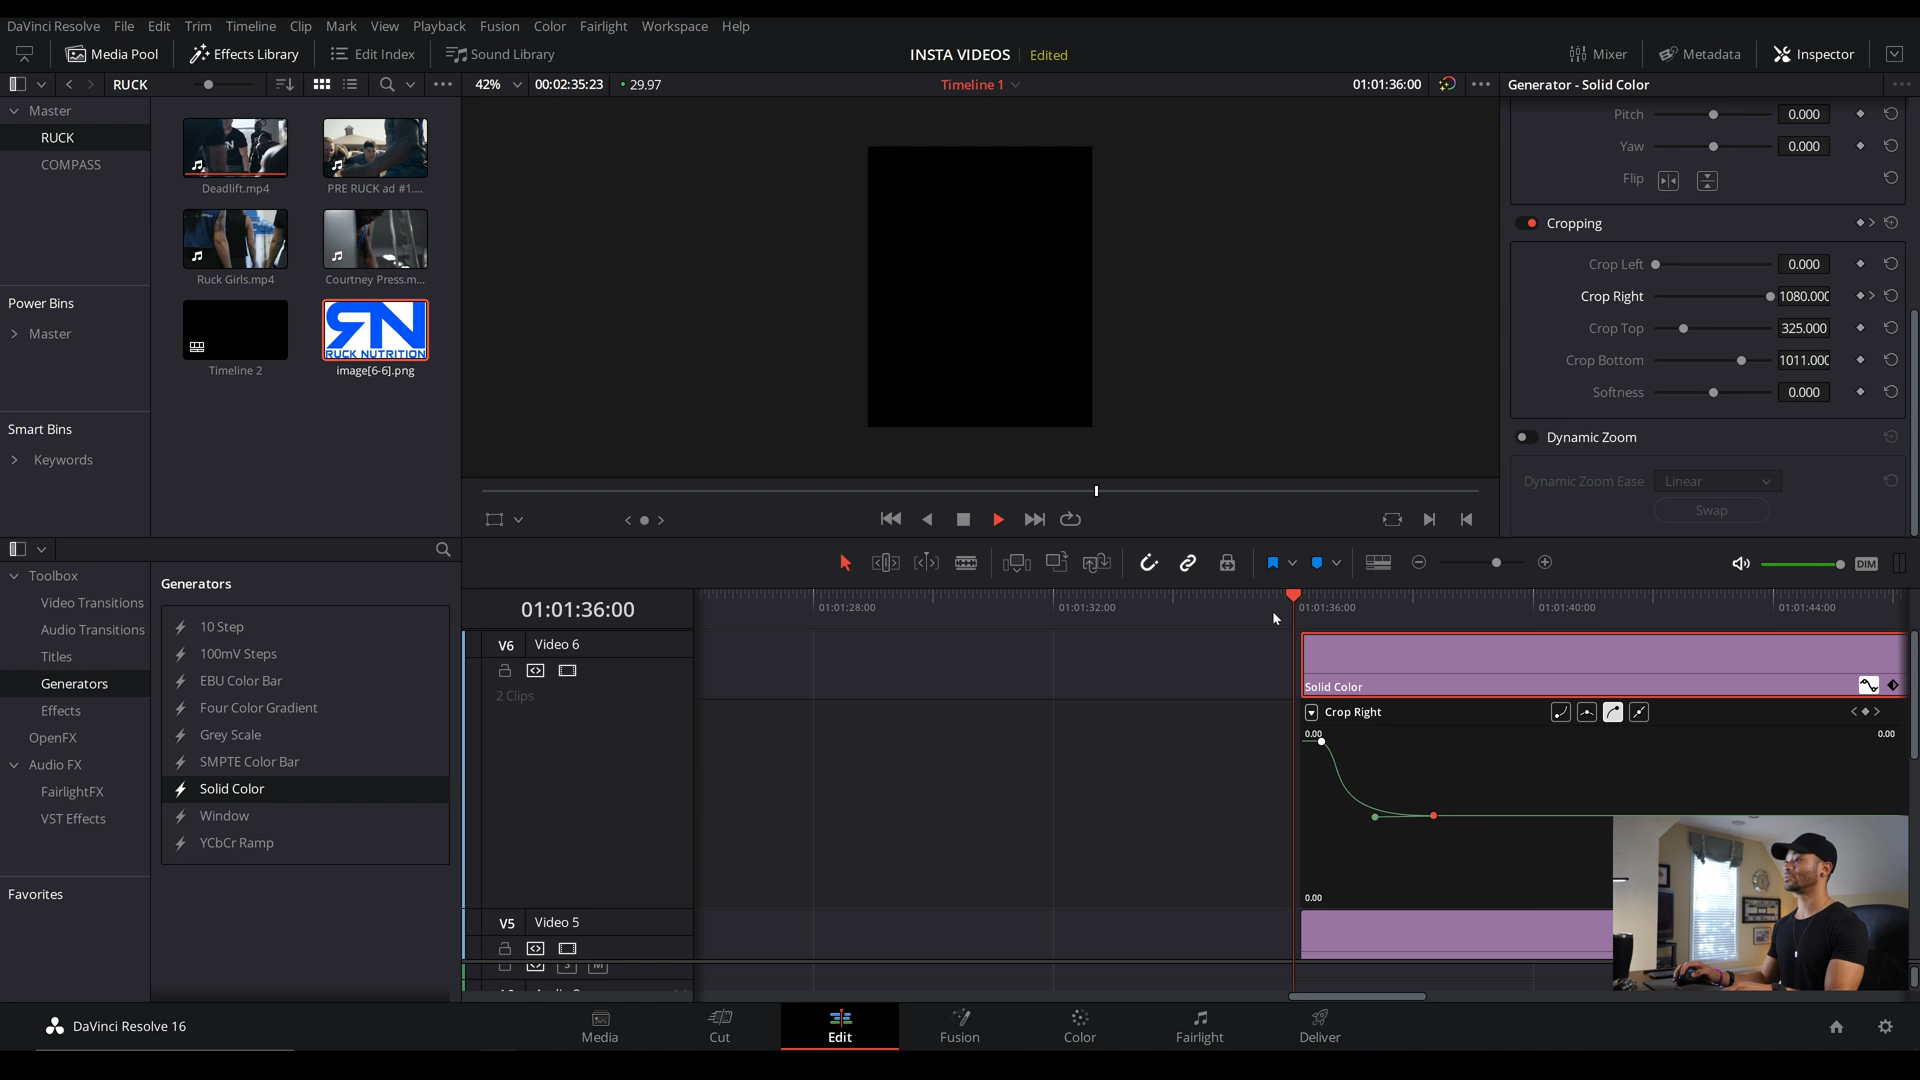 DaVinci Resolve File Edit Trim Timeline Clip Mark View Playback Fusion Color Fairlight Workspace Help
Media Pool Effects Library Edit Index Sound Library INSTA VIDEOS Edited Mixer Metadata Inspector
RUCK 42% 00:02:35:23 29.97 Timeline 1 01:01:36:00 Generator - Solid Color
Master
RUCK
COMPASS
Power Bins
Master
Smart Bins
Keywords
Deadlift.mp4
PRE RUCK ad #1....
Ruck Girls.mp4
Courtney Press.m...
Timeline 2
RN
RUCK NUTRITION
image[6-6].png
Pitch 0.000
Yaw 0.000
Flip
Cropping
Crop Left 0.000
Crop Right 1080.000
Crop Top 325.000
Crop Bottom 1011.000
Softness 0.000
Dynamic Zoom
Dynamic Zoom Ease Linear
Swap
Toolbox
Video Transitions
Audio Transitions
Titles
Generators
Effects
OpenFX
Audio FX
FairlightFX
VST Effects
Favorites
Generators
10 Step
100mV Steps
EBU Color Bar
Four Color Gradient
Grey Scale
SMPTE Color Bar
Solid Color
Window
YCbCr Ramp
DIM
01:01:36:00
01:01:28:00 01:01:32:00 01:01:36:00 01:01:40:00 01:01:44:00
V6 Video 6
2 Clips
Solid Color
Crop Right
0.00 0.00
0.00
V5 Video 5
S M
DaVinci Resolve 16
Media Cut Edit Fusion Color Fairlight Deliver